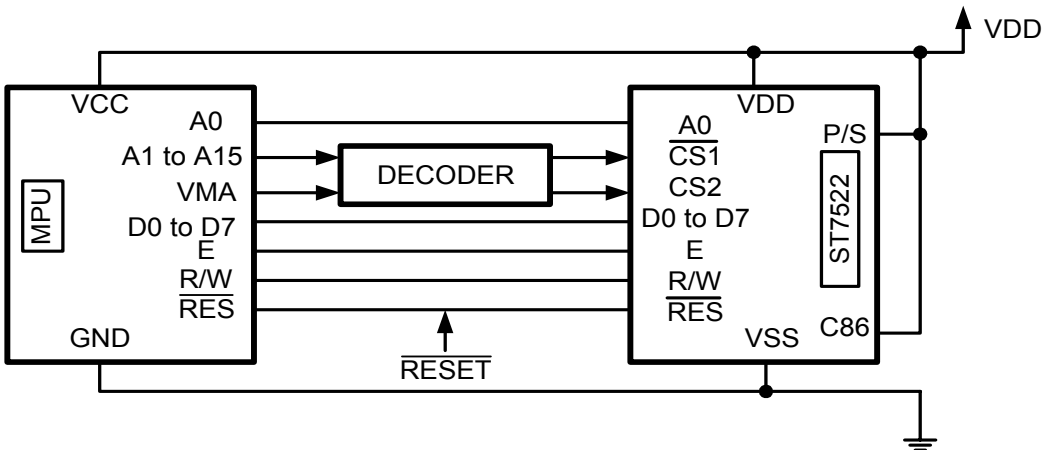 VDD
VCC
A0
A1 to A15
VMA
D0 to D7
E
R/W
RES
GND
MPU
DECODER
RESET
VDD
A0
CS1
CS2
D0 to D7
E
R/W
RES
VSS
P/S
ST7522
C86